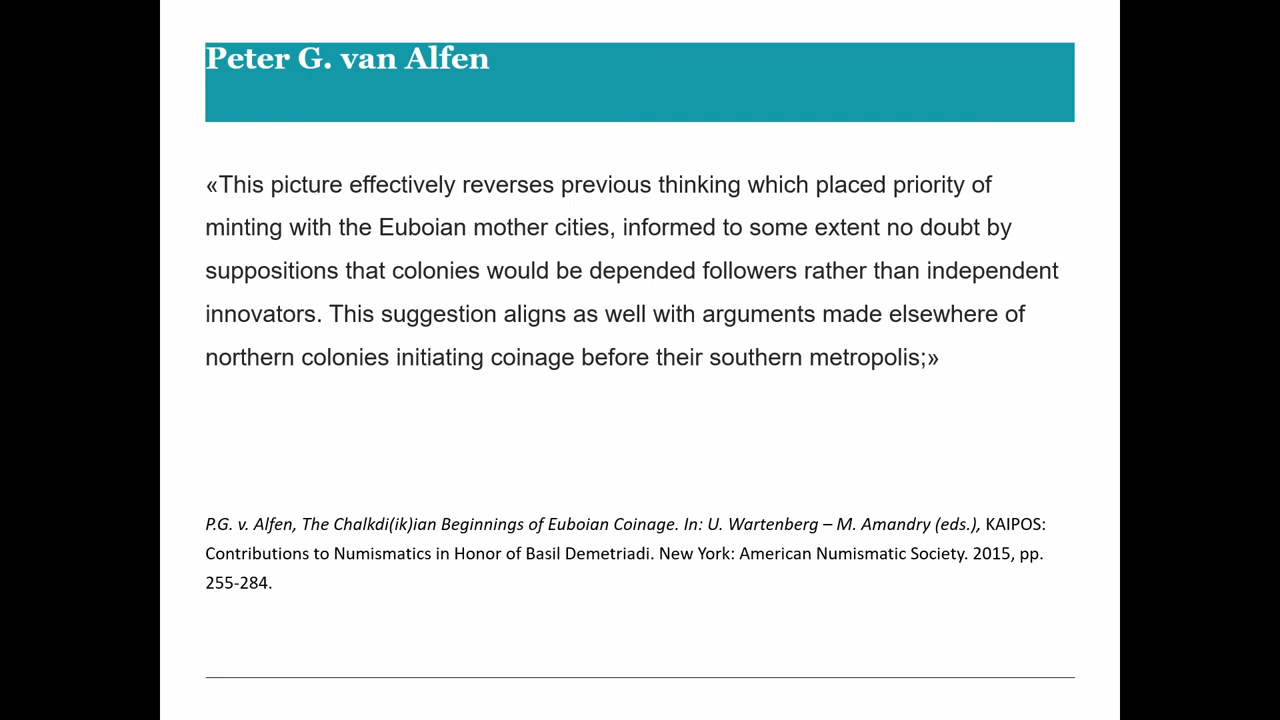 Peter G. van Alfen
«This picture effectively reverses previous thinking which placed priority of
minting with the Euboian mother cities, informed to some extent no doubt by
suppositions that colonies would be depended followers rather than independent
innovators. This suggestion aligns as well with arguments made elsewhere of
northern colonies initiating coinage before their southern metropolis;»
P.G. v. Alfen, The Chalkdi(ik)ian Beginnings of Euboian Coinage. In: U. Wartenberg – M. Amandry (eds.), KAIPOS:
Contributions to Numismatics in Honor of Basil Demetriadi. New York: American Numismatic Society. 2015, pp.
255-284.